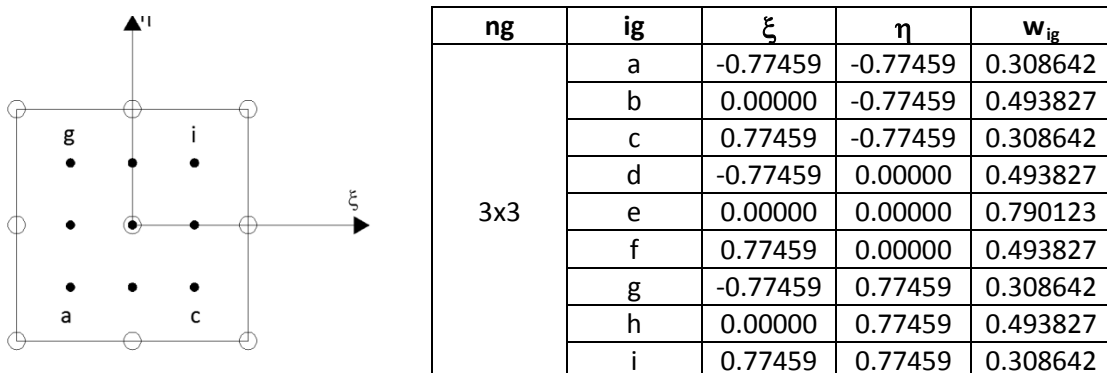 η
g i
ξ
a c
ng ig ξ η wig
3x3
a -0.77459 -0.77459 0.308642
b 0.00000 -0.77459 0.493827
c 0.77459 -0.77459 0.308642
d -0.77459 0.00000 0.493827
e 0.00000 0.00000 0.790123
f 0.77459 0.00000 0.493827
g -0.77459 0.77459 0.308642
h 0.00000 0.77459 0.493827
i 0.77459 0.77459 0.308642